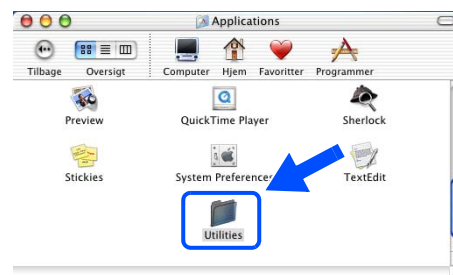 Applications
Tilbage Oversigt Computer Hjem Favoritter Programmer
Preview QuickTime Player Sherlock
Stickies System Preferences TextEdit
Utilities